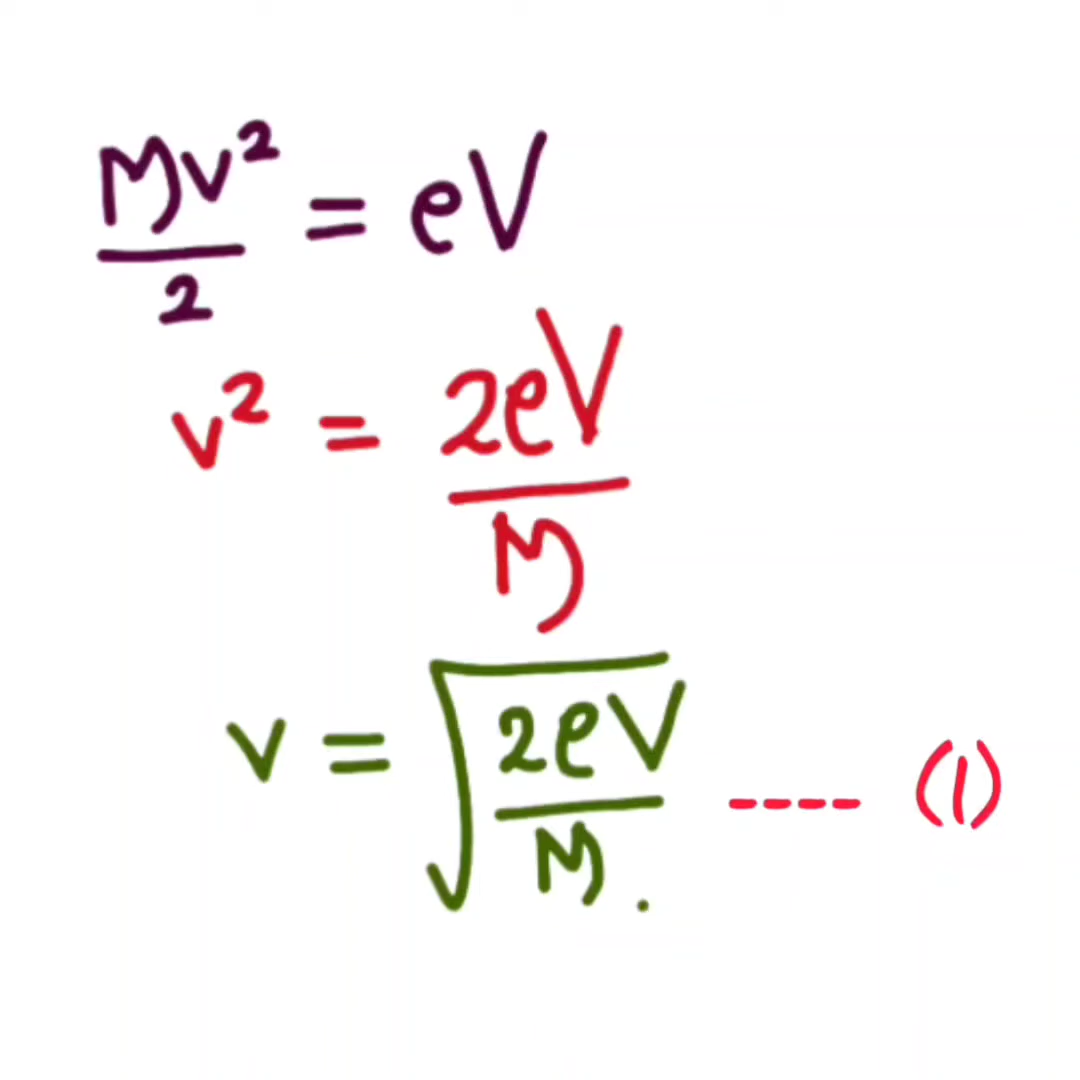 Mv²/2 = eV
v² = 2eV/M
v = √(2eV/M) . ---- (1)